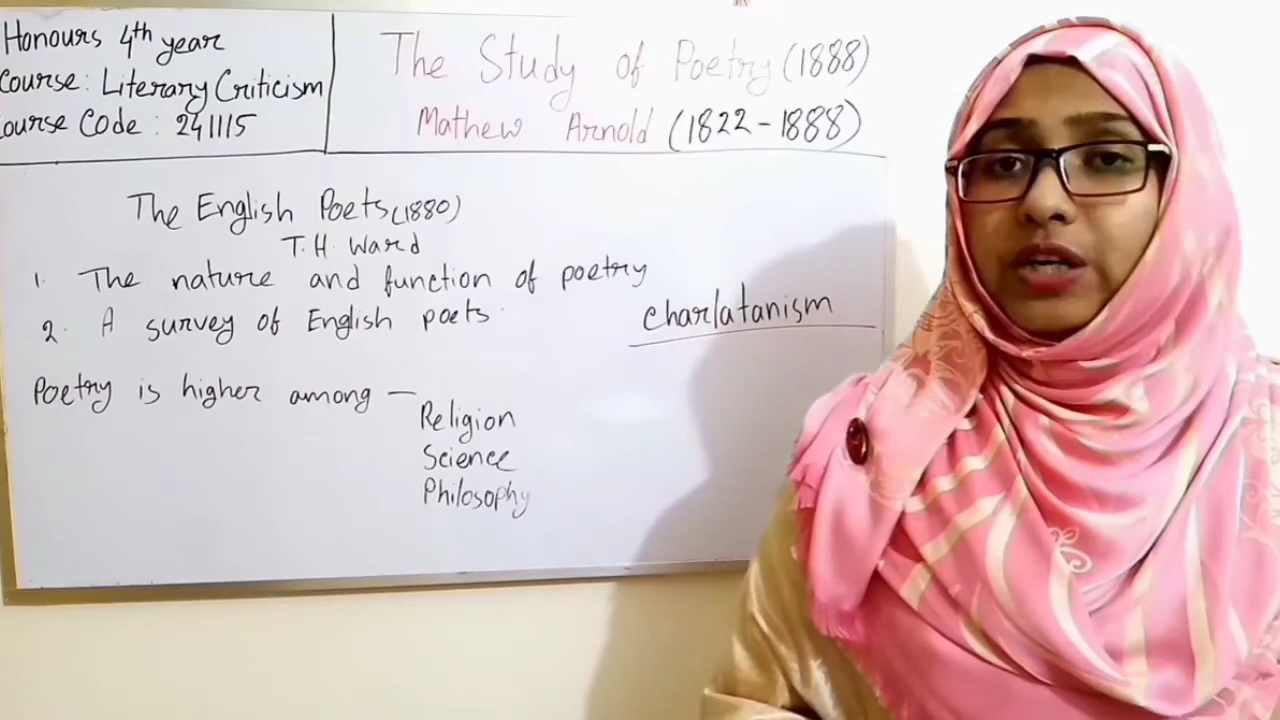 Honours 4th year
Course: Literary Criticism
Course Code: 241115
The Study of Poetry (1888)
Mathew Arnold (1822-1888)
The English Poets (1880)
T.H. Ward
1. The nature and function of poetry
2. A survey of English poets.
charlatanism
Poetry is higher among —
Religion
Science
Philosophy